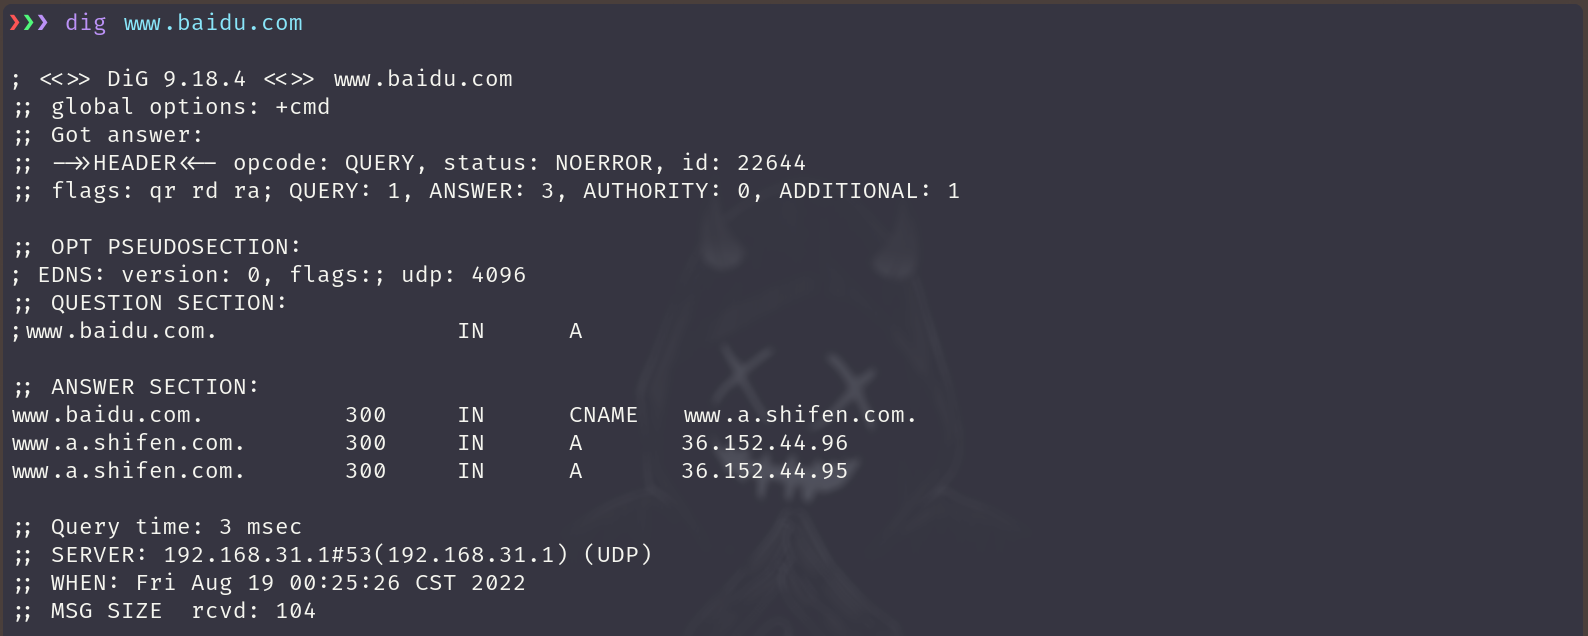 ❯❯❯ dig www.baidu.com
; <<>> DiG 9.18.4 <<>> www.baidu.com
;; global options: +cmd
;; Got answer:
;; ->>HEADER<<- opcode: QUERY, status: NOERROR, id: 22644
;; flags: qr rd ra; QUERY: 1, ANSWER: 3, AUTHORITY: 0, ADDITIONAL: 1
;; OPT PSEUDOSECTION:
; EDNS: version: 0, flags:; udp: 4096
;; QUESTION SECTION:
;www.baidu.com. IN A
;; ANSWER SECTION:
www.baidu.com. 300 IN CNAME www.a.shifen.com.
www.a.shifen.com. 300 IN A 36.152.44.96
www.a.shifen.com. 300 IN A 36.152.44.95
;; Query time: 3 msec
;; SERVER: 192.168.31.1#53(192.168.31.1) (UDP)
;; WHEN: Fri Aug 19 00:25:26 CST 2022
;; MSG SIZE rcvd: 104